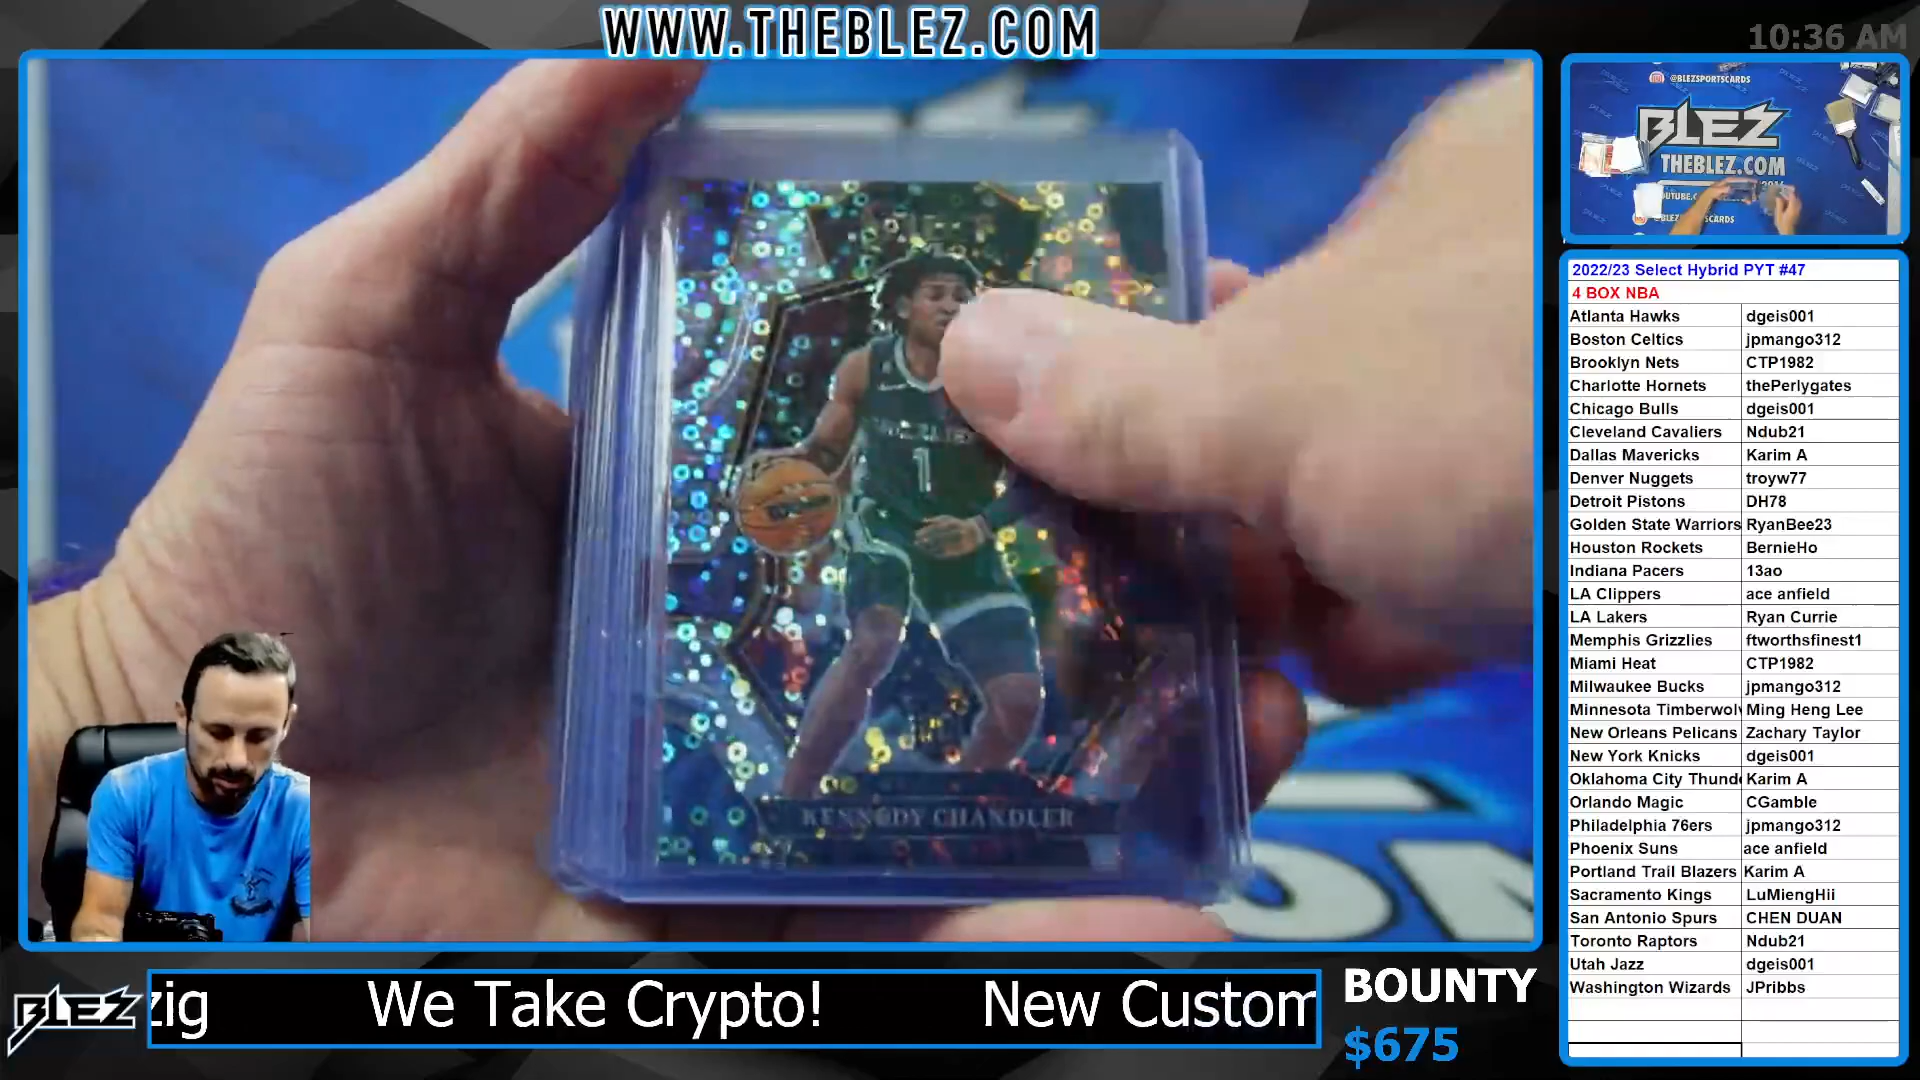 WWW.THEBLEZ.COM
10:36 AM
@BLEZSPORTSCARDS
BLEZ
THEBLEZ.COM
1
KENNEDY CHANDLER
2022/23 Select Hybrid PYT #47
4 BOX NBA
Atlanta Hawks dgeis001
Boston Celtics jpmango312
Brooklyn Nets CTP1982
Charlotte Hornets thePerlygates
Chicago Bulls dgeis001
Cleveland Cavaliers Ndub21
Dallas Mavericks Karim A
Denver Nuggets troyw77
Detroit Pistons DH78
Golden State Warriors RyanBee23
Houston Rockets BernieHo
Indiana Pacers 13ao
LA Clippers ace anfield
LA Lakers Ryan Currie
Memphis Grizzlies ftworthsfinest1
Miami Heat CTP1982
Milwaukee Bucks jpmango312
Minnesota Timberwol Ming Heng Lee
New Orleans Pelicans Zachary Taylor
New York Knicks dgeis001
Oklahoma City Thund Karim A
Orlando Magic CGamble
Philadelphia 76ers jpmango312
Phoenix Suns ace anfield
Portland Trail Blazers Karim A
Sacramento Kings LuMiengHii
San Antonio Spurs CHEN DUAN
Toronto Raptors Ndub21
Utah Jazz dgeis001
Washington Wizards JPribbs
BLEZ
zig We Take Crypto! New Custom
BOUNTY
$675